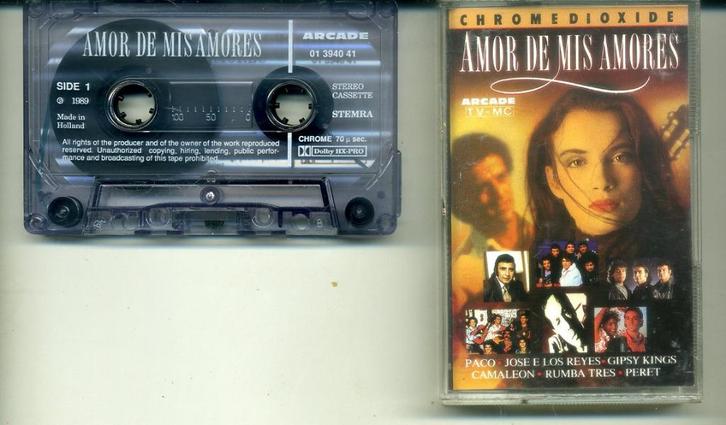 AMOR DE MIS AMORES
ARCADE
01 3940 41
SIDE 1
℗ 1989
Made in
Holland
100 50 0
STEREO
CASSETTE
STEMRA
CHROME 70 µ sec.
Dolby HX-PRO
All rights of the producer and of the owner of the work reproduced
reserved. Unauthorized copying, hiring, lending, public perfor-
mance and broadcasting of this tape prohibited
CHROMEDIOXIDE
AMOR DE MIS AMORES
ARCADE
TV-MC
PACO • JOSE E LOS REYES • GIPSY KINGS
CAMALEON • RUMBA TRES • PERET